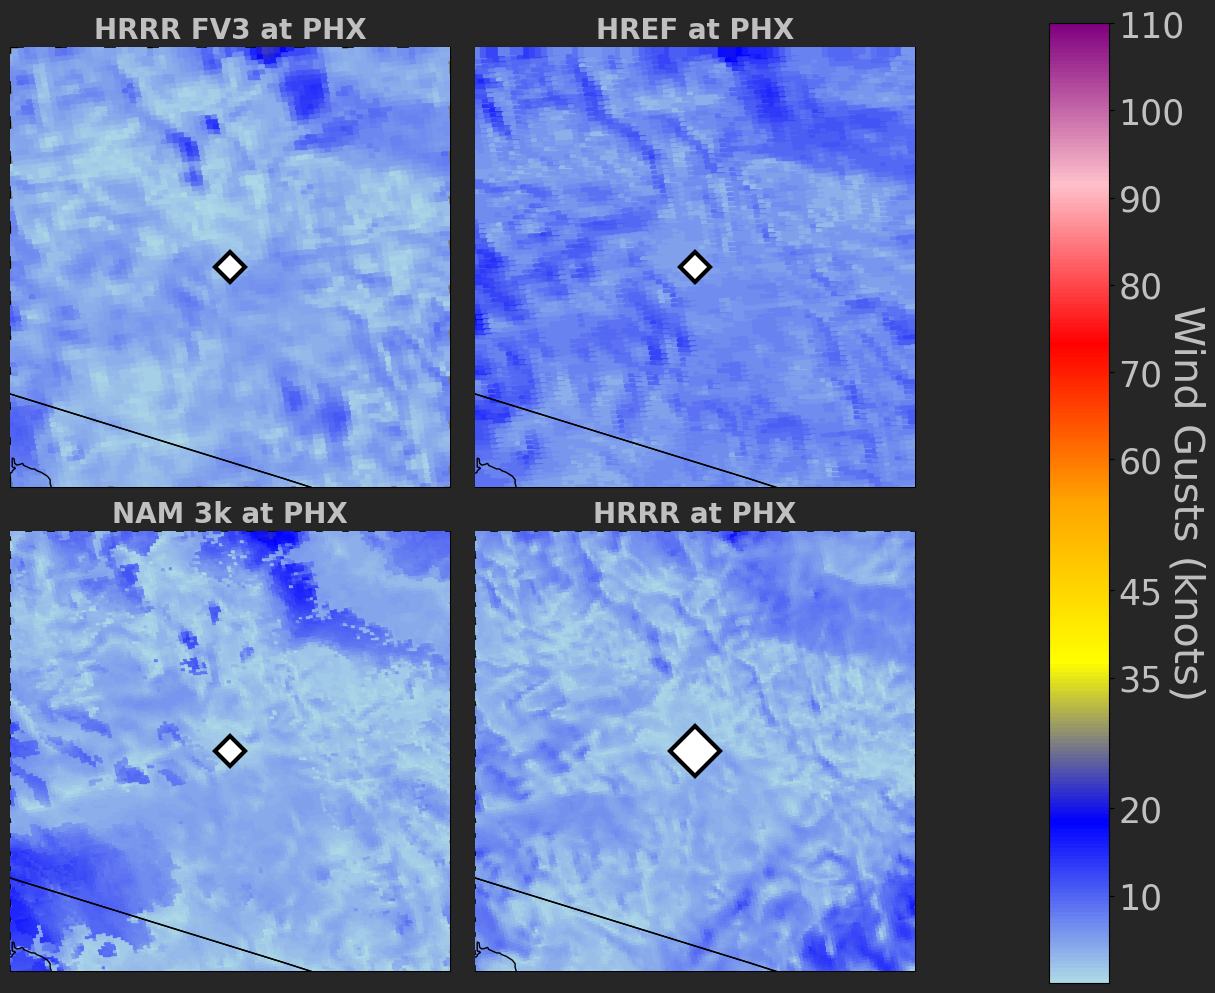 HRRR FV3 at PHX
HREF at PHX
NAM 3k at PHX
HRRR at PHX
110
100
90
80
70
60
45
35
20
10
Wind Gusts (knots)